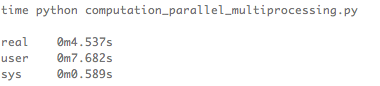 time python computation_parallel_multiprocessing.py
real 0m4.537s
user 0m7.682s
sys 0m0.589s